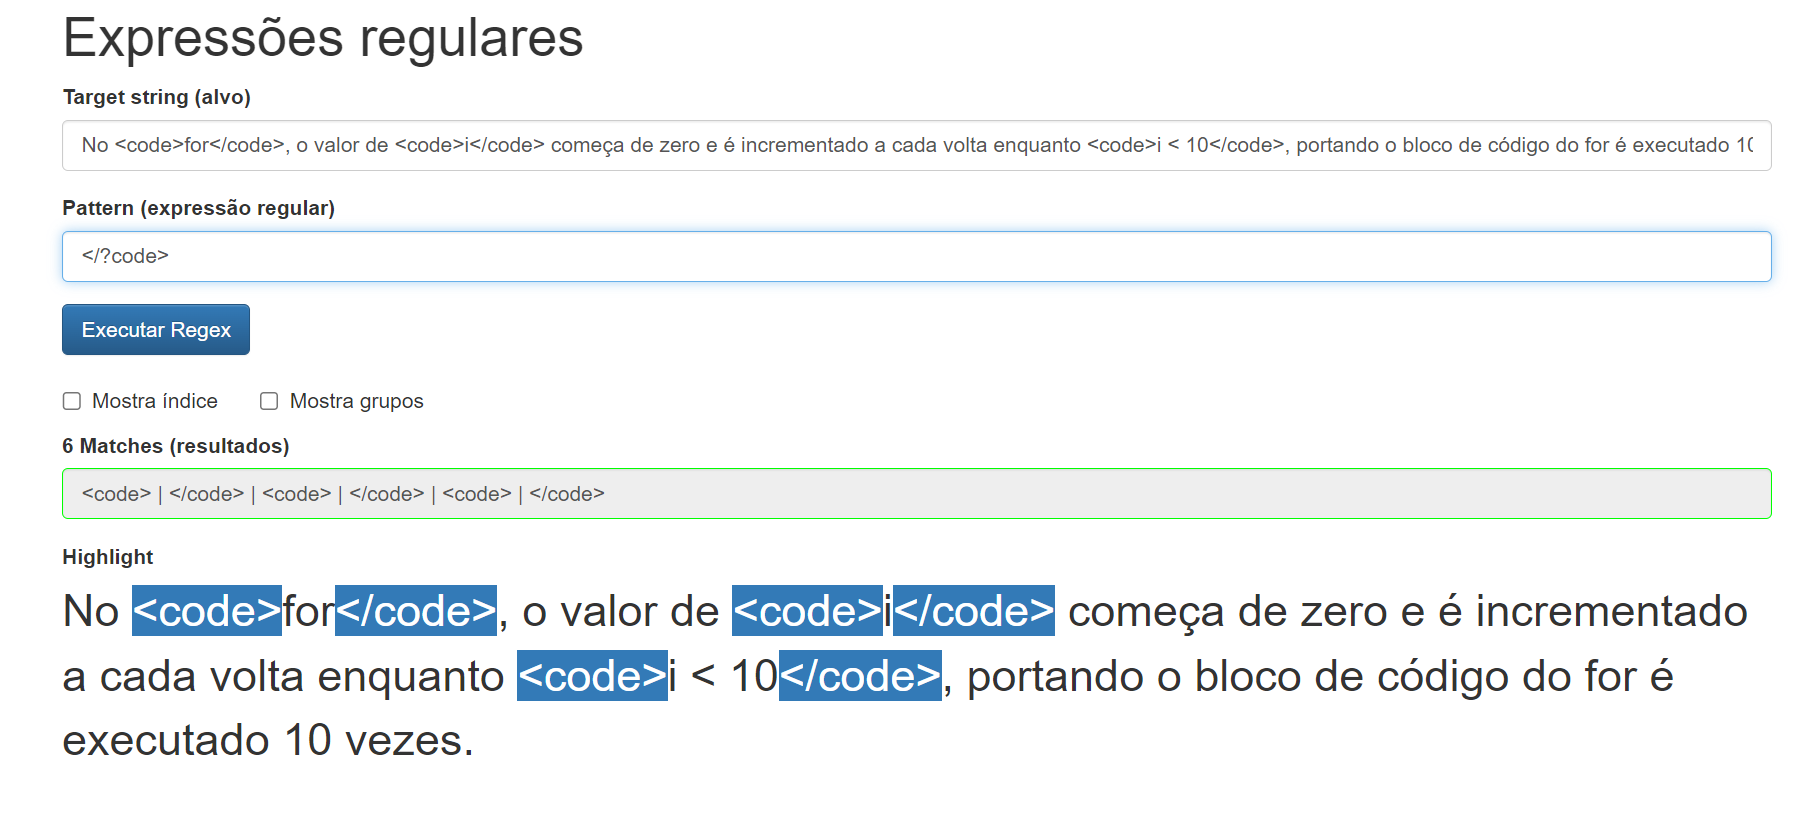 Expressões regulares
Target string (alvo)
No <code>for</code>, o valor de <code>i</code> começa de zero e é incrementado a cada volta enquanto <code>i < 10</code>, portando o bloco de código do for é executado 10
Pattern (expressão regular)
</?code>
Executar Regex
Mostra índice Mostra grupos
6 Matches (resultados)
<code> | </code> | <code> | </code> | <code> | </code>
Highlight
No <code>for</code>, o valor de <code>i</code> começa de zero e é incrementado
a cada volta enquanto <code>i < 10</code>, portando o bloco de código do for é
executado 10 vezes.